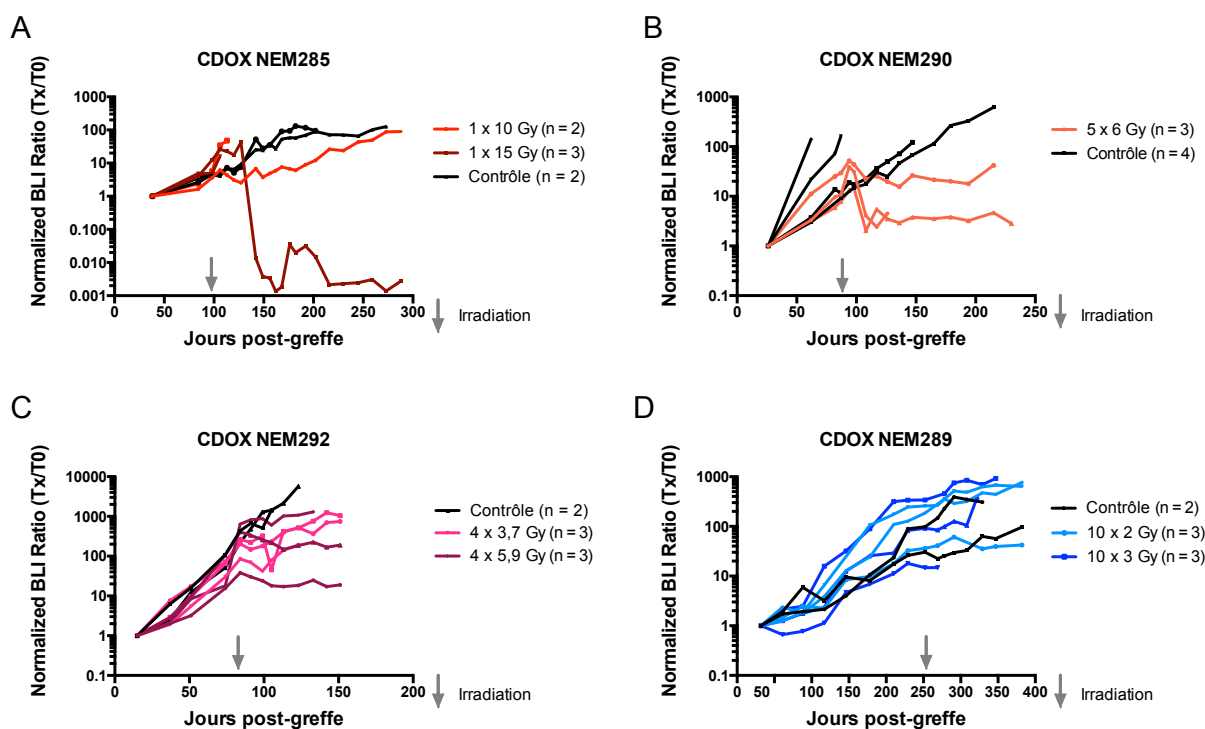 A
CDOX NEM285
Normalized BLI Ratio (Tx/T0)
1000
100
10
1
0.1
0.100
0.010
0.001
0
50
100
150
200
250
300
Jours post-greffe
1 x 10 Gy (n = 2)
1 x 15 Gy (n = 3)
Contrôle (n = 2)
Irradiation
B
CDOX NEM290
Normalized BLI Ratio (Tx/T0)
1000
100
10
1
0.1
0
50
100
150
200
250
Jours post-greffe
5 x 6 Gy (n = 3)
Contrôle (n = 4)
Irradiation
C
CDOX NEM292
Normalized BLI Ratio (Tx/T0)
10000
1000
100
10
1
0.1
0
50
100
150
200
Jours post-greffe
Contrôle (n = 2)
4 x 3,7 Gy (n = 3)
4 x 5,9 Gy (n = 3)
Irradiation
D
CDOX NEM289
Normalized BLI Ratio (Tx/T0)
1000
100
10
1
0.1
0
50
100
150
200
250
300
350
400
Jours post-greffe
Contrôle (n = 2)
10 x 2 Gy (n = 3)
10 x 3 Gy (n = 3)
Irradiation